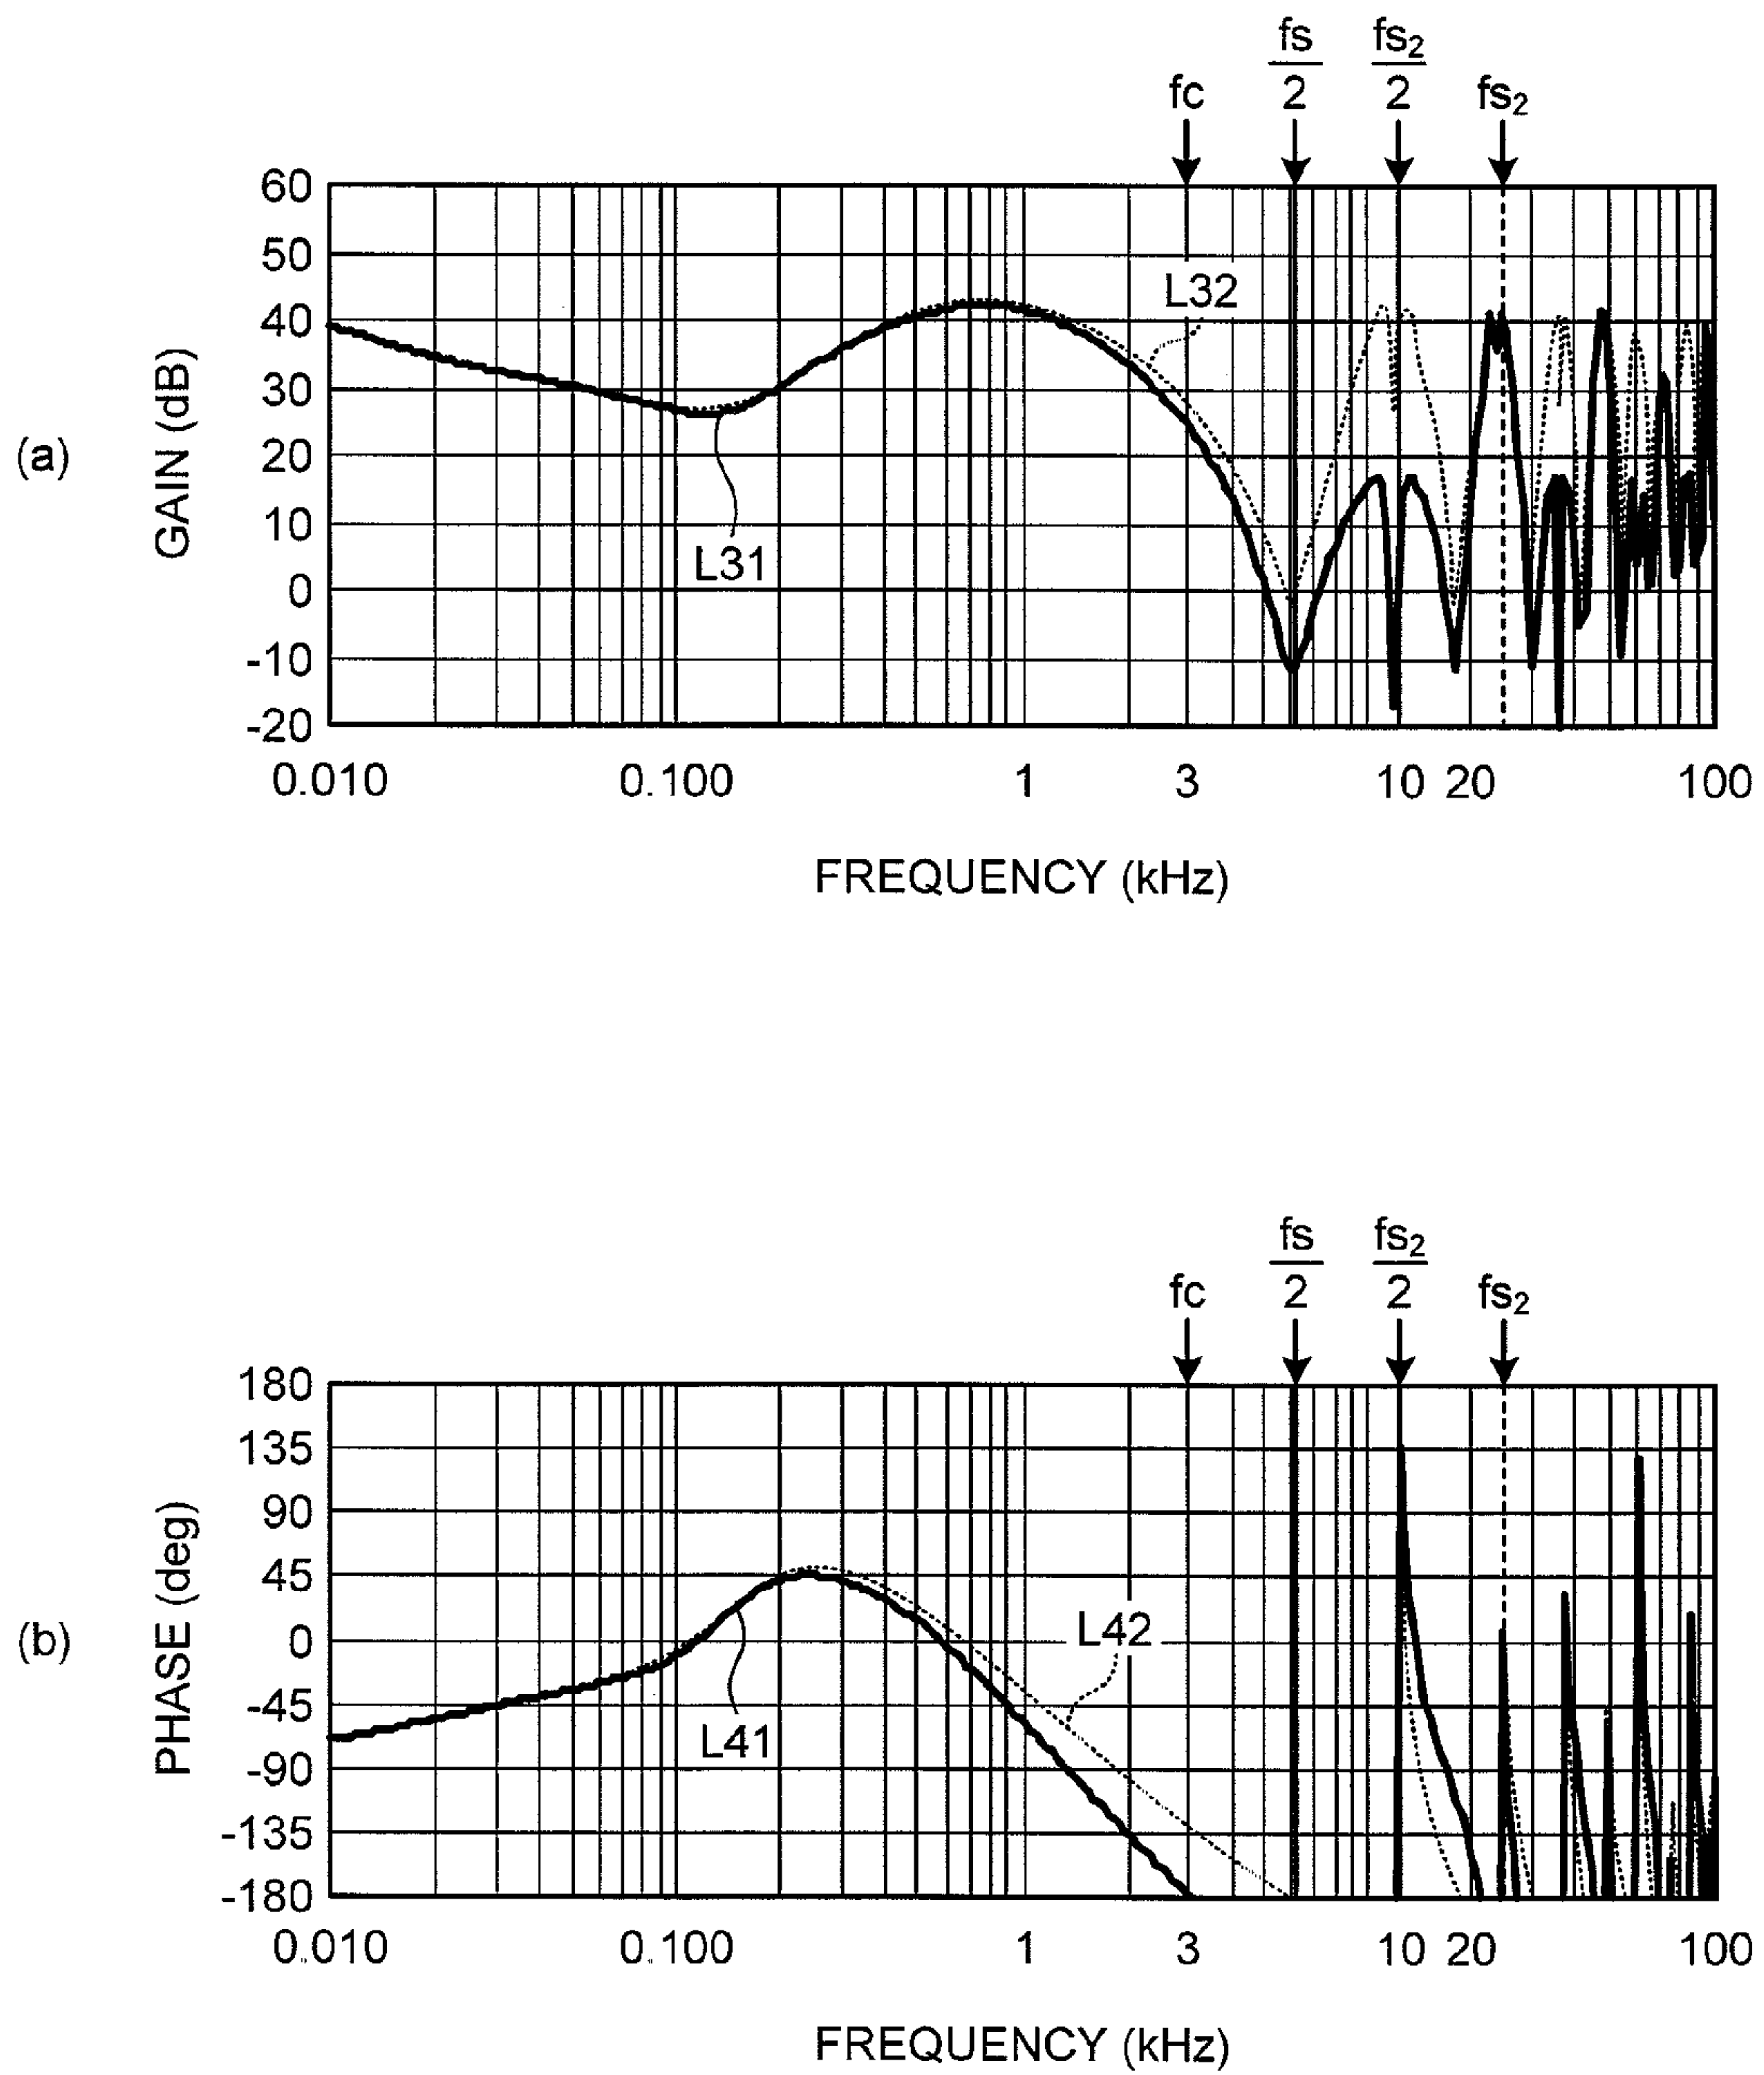 fs
2
fs₂
2
fc
fs₂
(a)
GAIN (dB)
60
50
40
30
20
10
0
-10
-20
L32
L31
0.010
0.100
1
3
10
20
100
FREQUENCY (kHz)
fs
2
fs₂
2
fc
fs₂
(b)
PHASE (deg)
180
135
90
45
0
-45
-90
-135
-180
L42
L41
0.010
0.100
1
3
10
20
100
FREQUENCY (kHz)